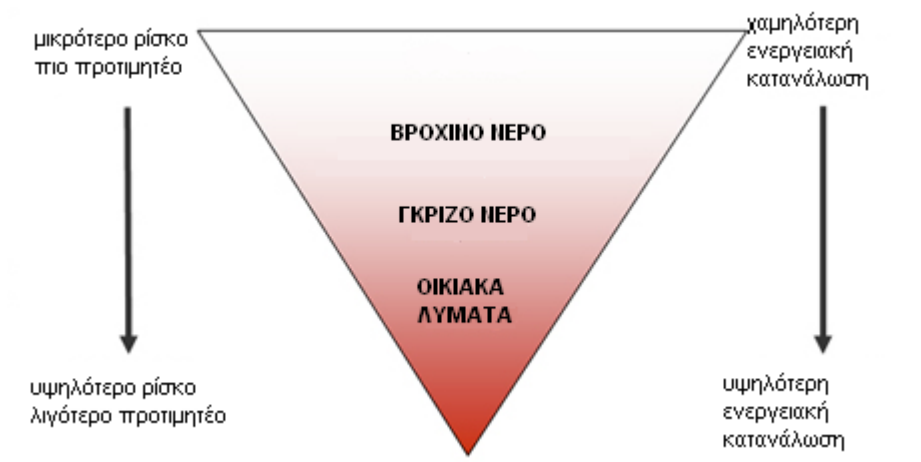 μικρότερο ρίσκο
πιο προτιμητέο
χαμηλότερη
ενεργειακή
κατανάλωση
ΒΡΟΧΙΝΟ ΝΕΡΟ
ΓΚΡΙΖΟ ΝΕΡΟ
ΟΙΚΙΑΚΑ
ΛΥΜΑΤΑ
υψηλότερο ρίσκο
λιγότερο προτιμητέο
υψηλότερη
ενεργειακή
κατανάλωση